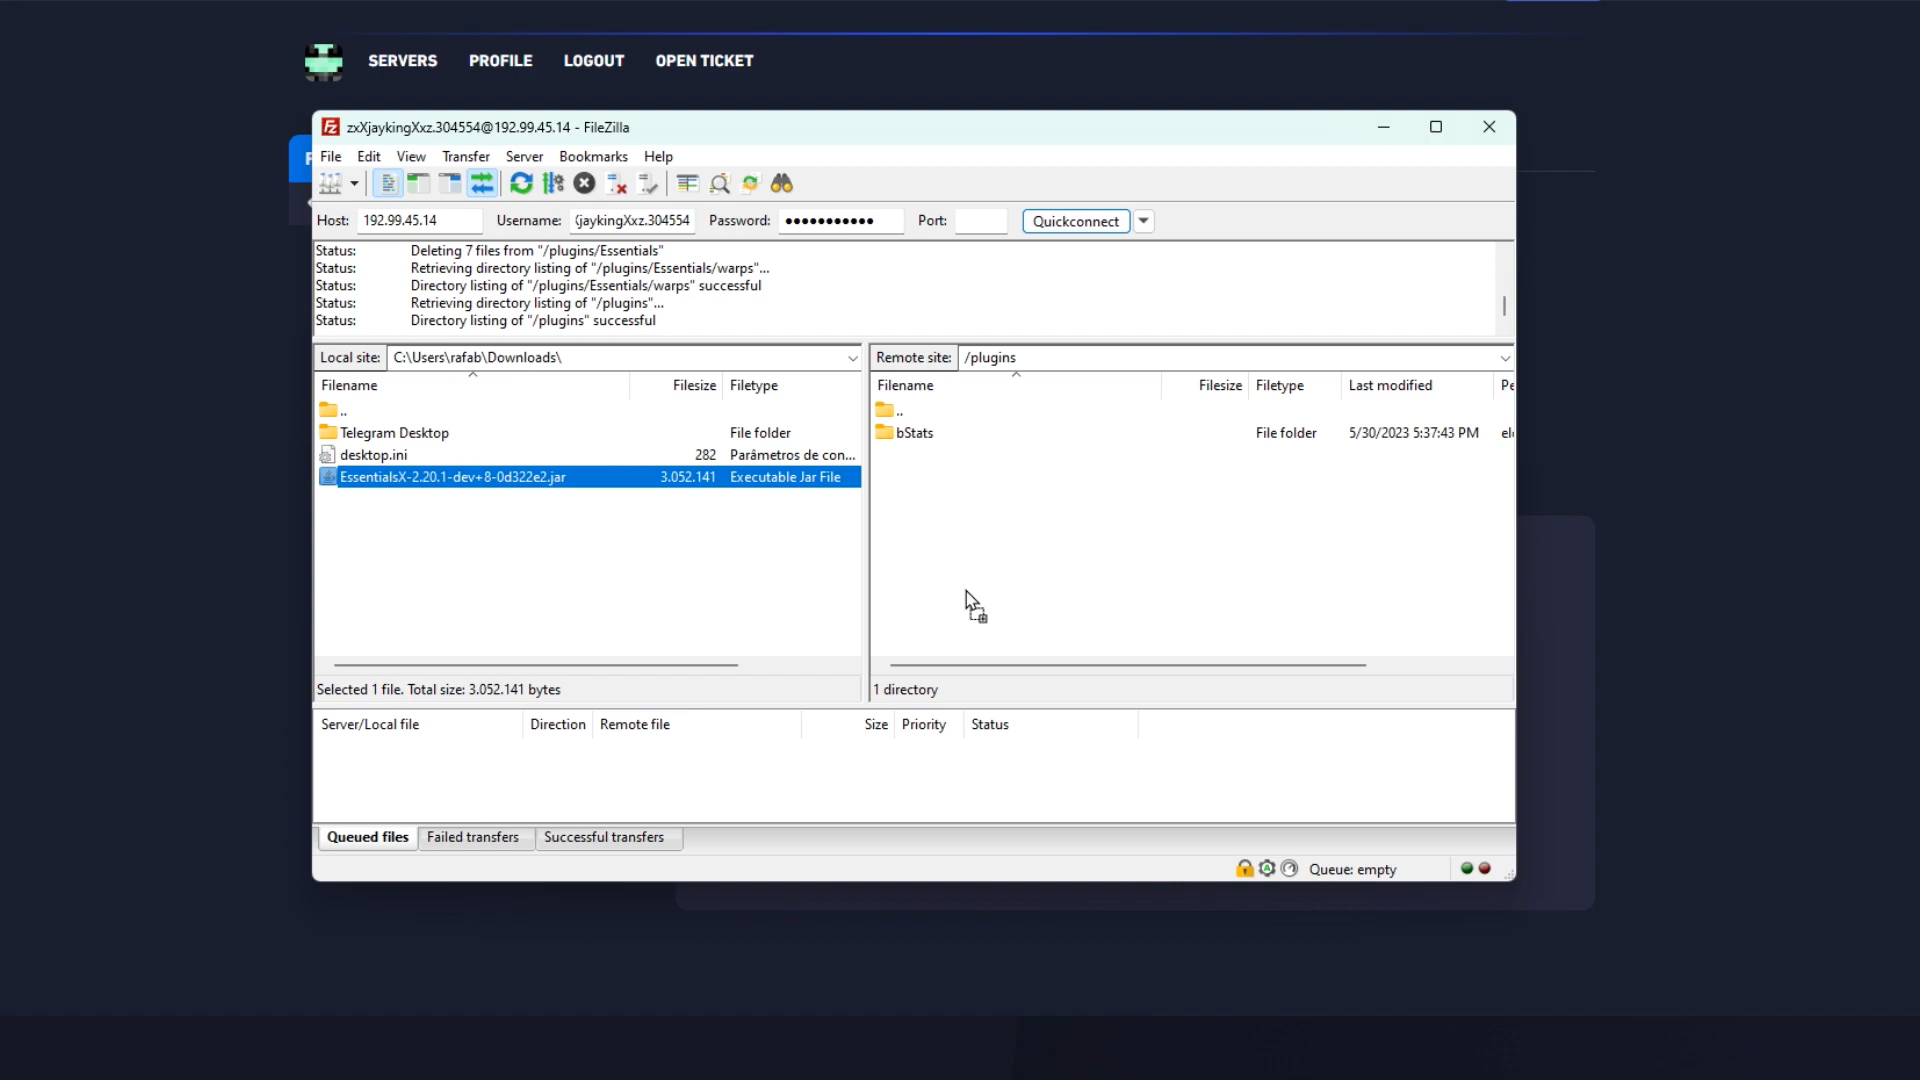 SERVERS PROFILE LOGOUT OPEN TICKET
zxXjaykingXxz.304554@192.99.45.14 - FileZilla
File Edit View Transfer Server Bookmarks Help
Host: 192.99.45.14 Username: jaykingXxz.304554 Password: ●●●●●●●●●●● Port: Quickconnect
Status: Deleting 7 files from "/plugins/Essentials"
Status: Retrieving directory listing of "/plugins/Essentials/warps"...
Status: Directory listing of "/plugins/Essentials/warps" successful
Status: Retrieving directory listing of "/plugins"...
Status: Directory listing of "/plugins" successful
Local site: C:\Users\rafab\Downloads\
Filename Filesize Filetype
..
Telegram Desktop File folder
desktop.ini 282 Parâmetros de con...
EssentialsX-2.20.1-dev+8-0d322e2.jar 3.052.141 Executable Jar File
Selected 1 file. Total size: 3.052.141 bytes
Remote site: /plugins
Filename Filesize Filetype Last modified Pe
..
bStats File folder 5/30/2023 5:37:43 PM
1 directory
Server/Local file Direction Remote file Size Priority Status
Queued files Failed transfers Successful transfers
Queue: empty